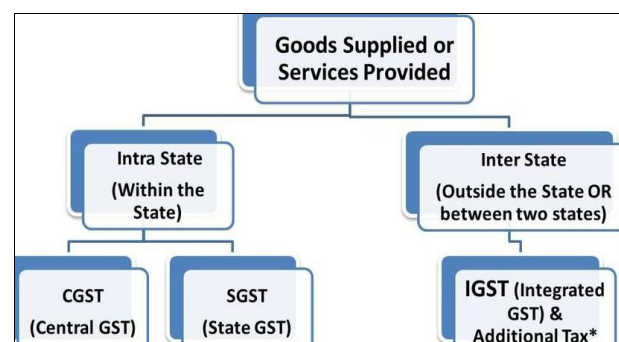 Goods Supplied or
Services Provided
Intra State
(Within the
State)
Inter State
(Outside the State OR
between two states)
CGST
(Central GST)
SGST
(State GST)
IGST (Integrated
GST) &
Additional Tax*